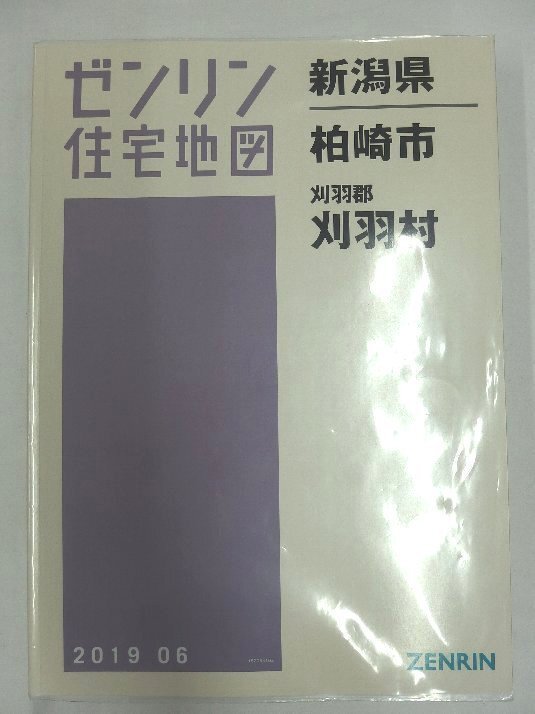 ゼンリン
住宅地図
新潟県
柏崎市
刈羽郡
刈羽村
2019 06
ZENRIN